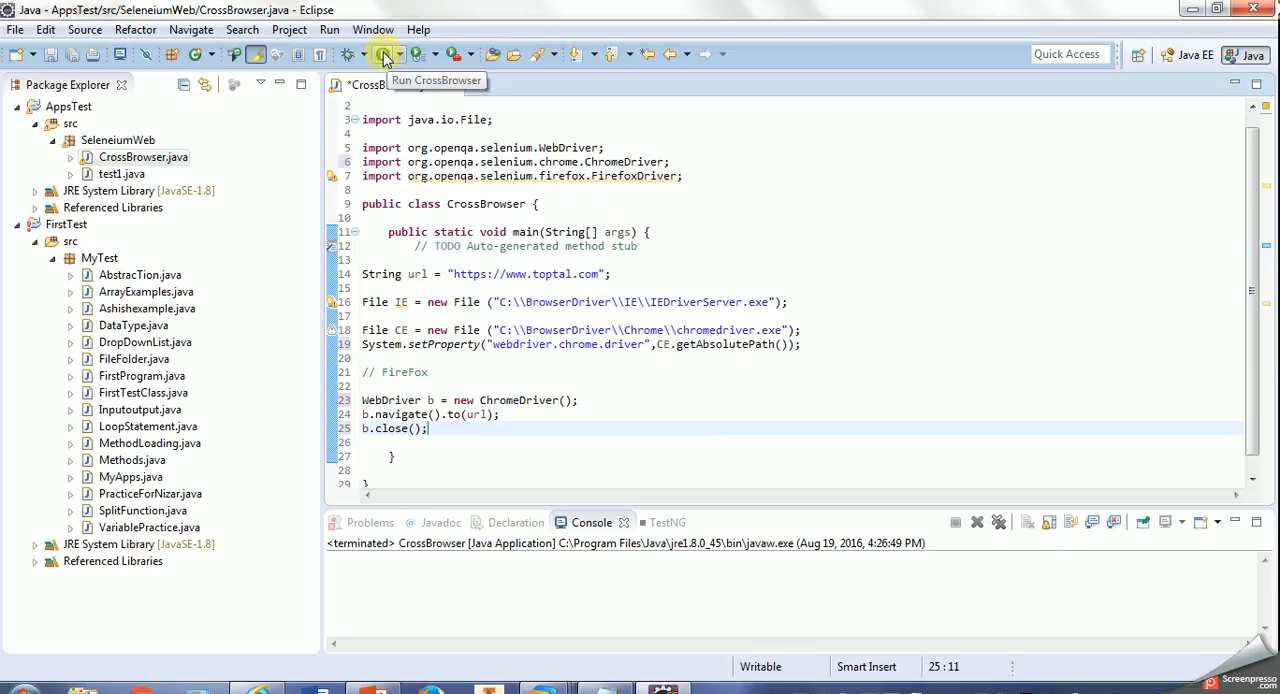 Java - AppsTest/src/SeleneiumWeb/CrossBrowser.java - Eclipse
File Edit Source Refactor Navigate Search Project Run Window Help
Quick Access
Java EE
Java
Run CrossBrowser
Package Explorer
*CrossB
AppsTest
src
SeleneiumWeb
CrossBrowser.java
test1.java
JRE System Library [JavaSE-1.8]
Referenced Libraries
FirstTest
src
MyTest
AbstracTion.java
ArrayExamples.java
Ashishexample.java
DataType.java
DropDownList.java
FileFolder.java
FirstProgram.java
FirstTestClass.java
Inputoutput.java
LoopStatement.java
MethodLoading.java
Methods.java
MyApps.java
PracticeForNizar.java
SplitFunction.java
VariablePractice.java
JRE System Library [JavaSE-1.8]
Referenced Libraries
2
3 import java.io.File;
4
5 import org.openqa.selenium.WebDriver;
6 import org.openqa.selenium.chrome.ChromeDriver;
7 import org.openqa.selenium.firefox.FirefoxDriver;
8
9 public class CrossBrowser {
10
11 public static void main(String[] args) {
12 // TODO Auto-generated method stub
13
14 String url = "https://www.toptal.com";
15
16 File IE = new File ("C:\\BrowserDriver\\IE\\IEDriverServer.exe");
17
18 File CE = new File ("C:\\BrowserDriver\\Chrome\\chromedriver.exe");
19 System.setProperty("webdriver.chrome.driver",CE.getAbsolutePath());
20
21 // FireFox
22
23 WebDriver b = new ChromeDriver();
24 b.navigate().to(url);
25 b.close();
26
27 }
28
29 }
Problems Javadoc Declaration Console TestNG
<terminated> CrossBrowser [Java Application] C:\Program Files\Java\jre1.8.0_45\bin\javaw.exe (Aug 19, 2016, 4:26:49 PM)
Writable Smart Insert 25 : 11
Screenpresso
.com